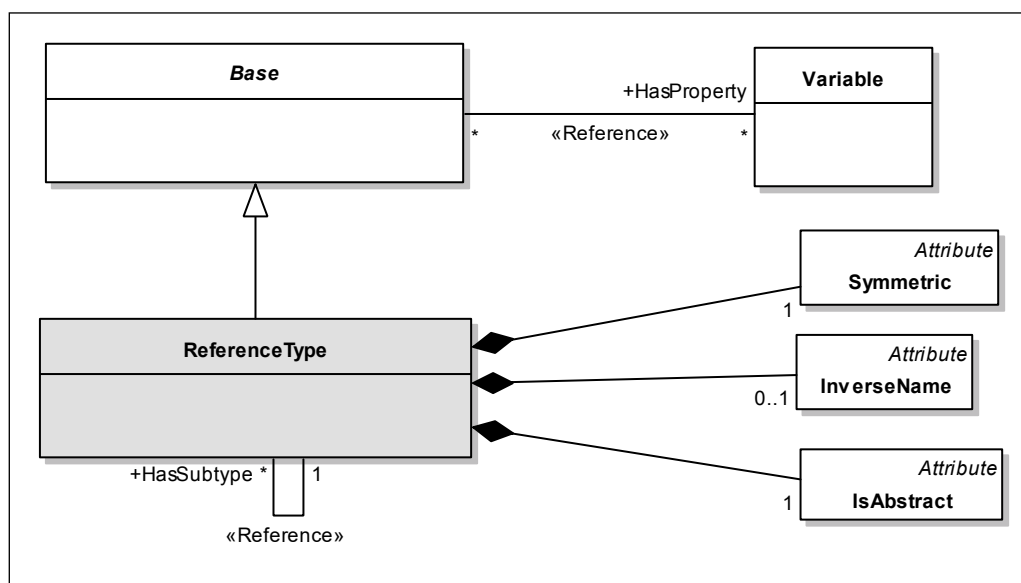 Base
Variable
+HasProperty
*
«Reference»
*
Attribute
Symmetric
1
ReferenceType
Attribute
InverseName
0..1
+HasSubtype * 1
Attribute
IsAbstract
1
«Reference»